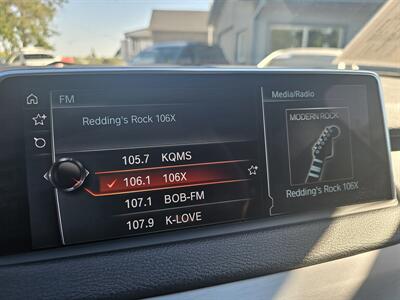 FM
Redding's Rock 106X
105.7 KQMS
106.1 106X
107.1 BOB-FM
107.9 K-LOVE
Media/Radio
MODERN ROCK
Redding's Rock 106X